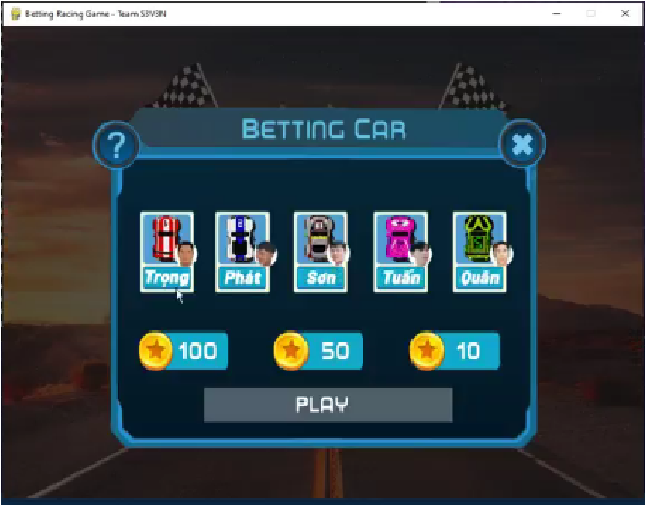 Betting Racing Game - Team S3V3N
BETTING CAR
?
Trọng Phát Sơn Tuấn Quân
100 50 10
PLAY